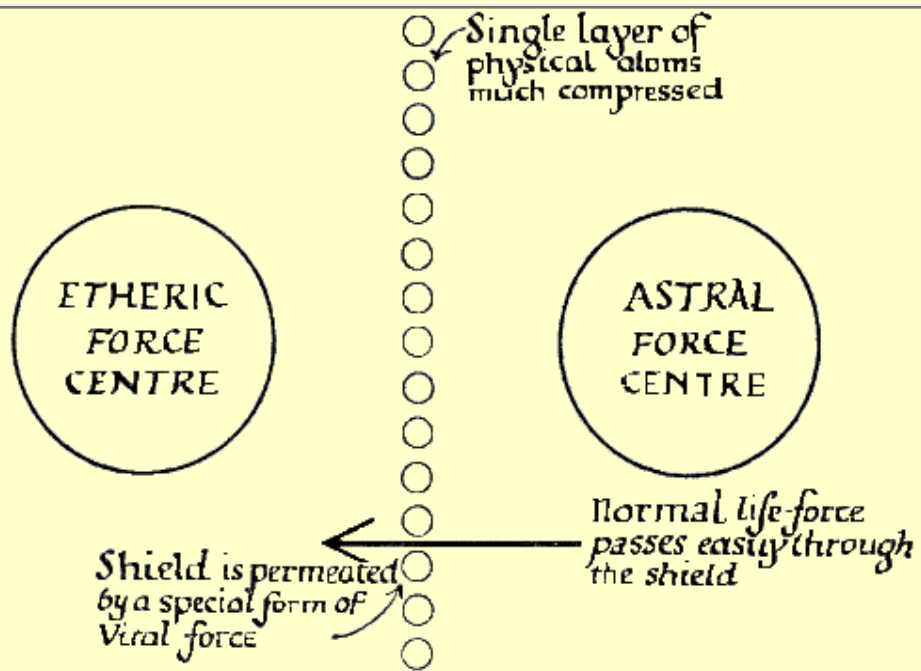 Single layer of
physical atoms
much compressed
ETHERIC
FORCE
CENTRE
ASTRAL
FORCE
CENTRE
Normal life-force
passes easily through
the shield
Shield is permeated
by a special form of
Vital force